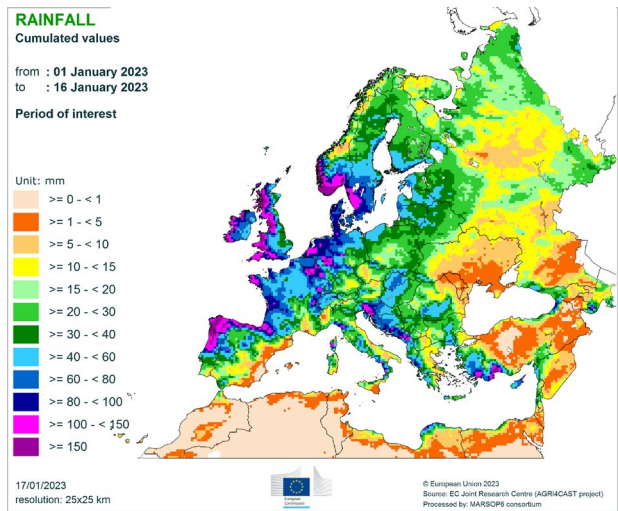 RAINFALL
Cumulated values
from : 01 January 2023
to : 16 January 2023
Period of interest
Unit: mm
>= 0 - < 1
>= 1 - < 5
>= 5 - < 10
>= 10 - < 15
>= 15 - < 20
>= 20 - < 30
>= 30 - < 40
>= 40 - < 60
>= 60 - < 80
>= 80 - < 100
>= 100 - < 150
>= 150
17/01/2023
resolution: 25x25 km
European
Commission
© European Union 2023
Source: EC Joint Research Centre (AGRI4CAST project)
Processed by: MARSOP6 consortium